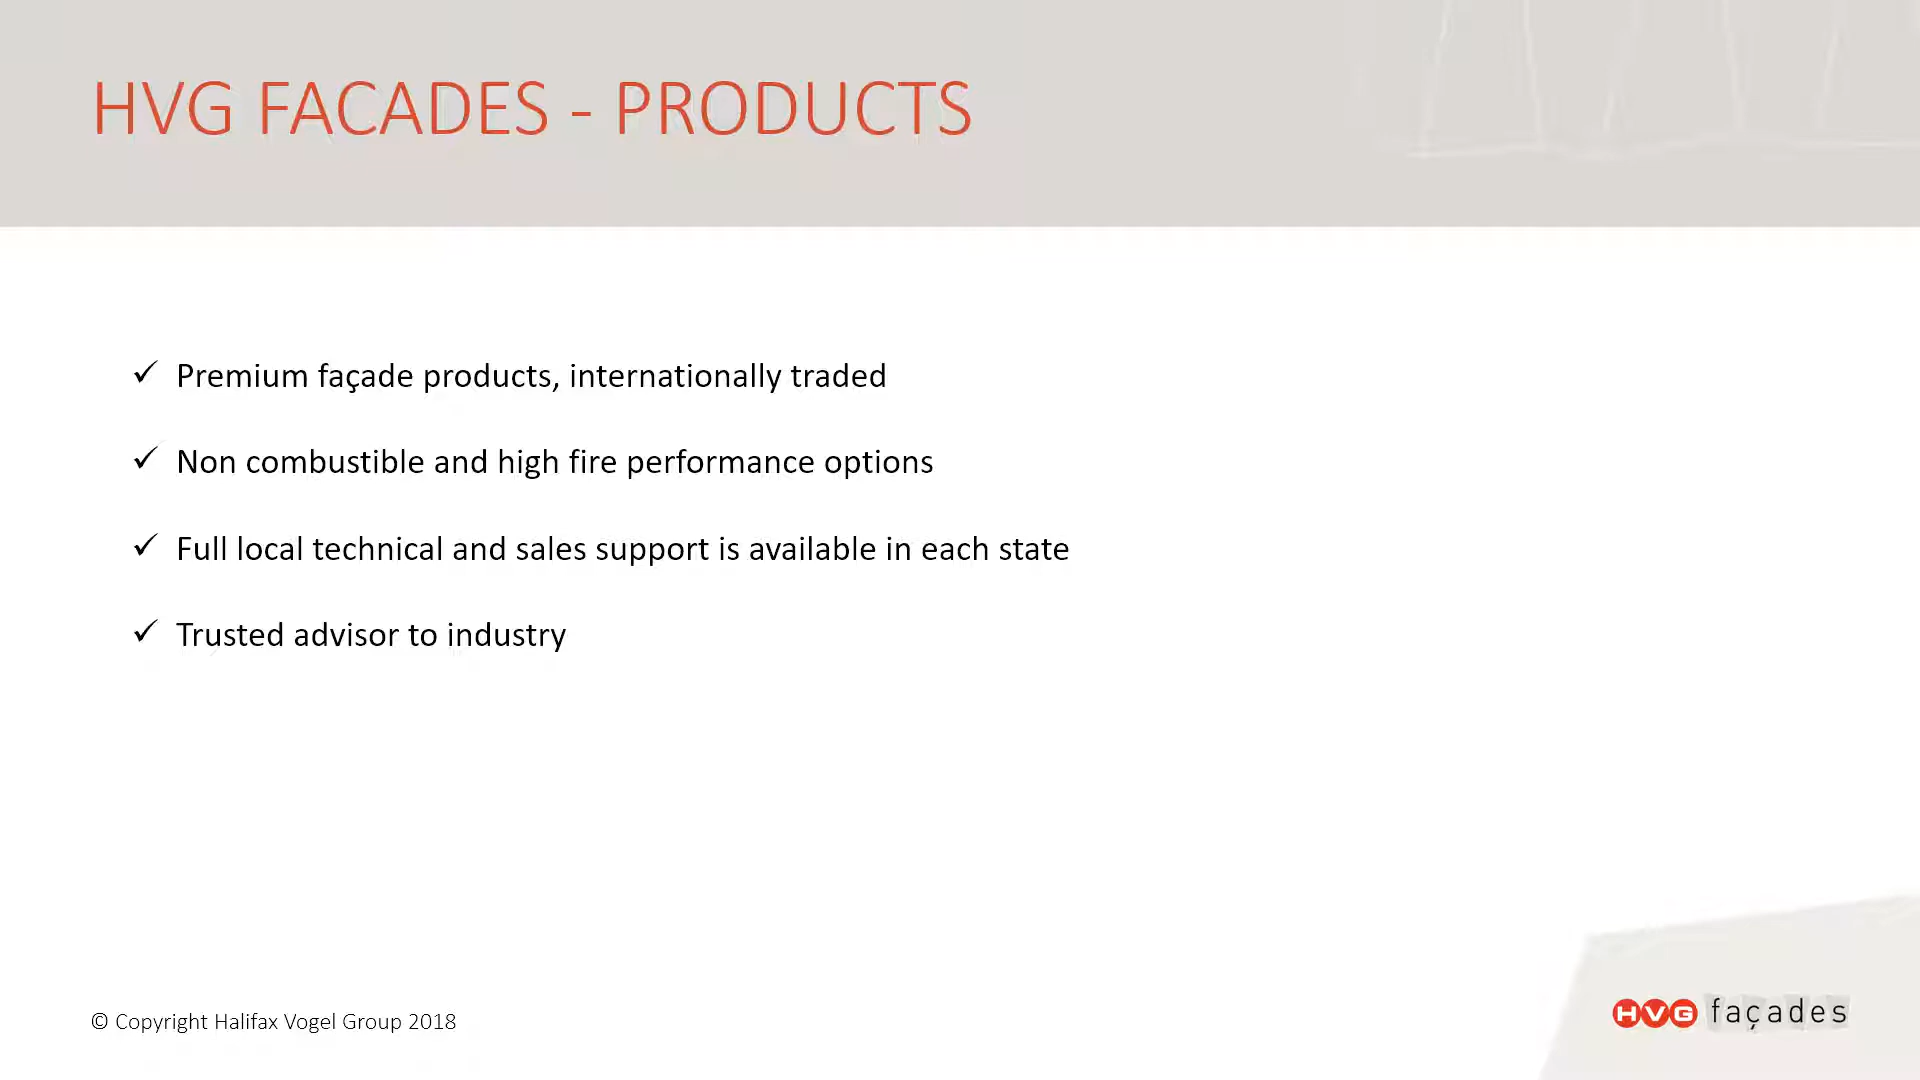 HVG FACADES - PRODUCTS
✓ Premium façade products, internationally traded
✓ Non combustible and high fire performance options
✓ Full local technical and sales support is available in each state
✓ Trusted advisor to industry
© Copyright Halifax Vogel Group 2018
HVG façades